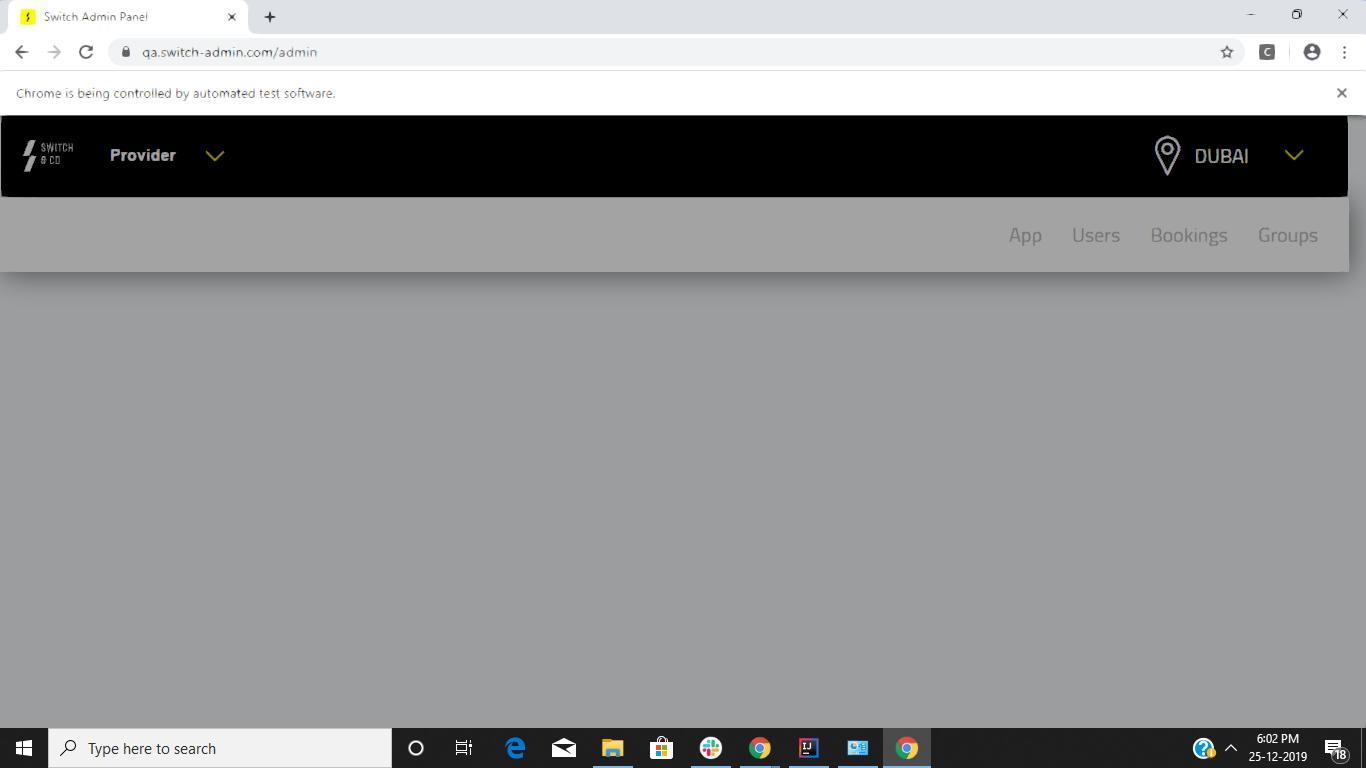 Switch Admin Panel
qa.switch-admin.com/admin
C
Chrome is being controlled by automated test software.
SWITCH
& CO
Provider
DUBAI
App Users Bookings Groups
Type here to search
IJ
6:02 PM
25-12-2019
18